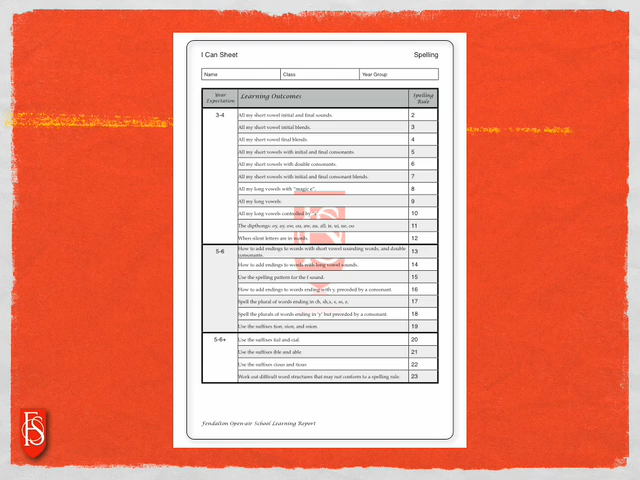 I Can Sheet Spelling
Name Class Year Group
Year Expectation Learning Outcomes Spelling Rule
3-4 All my short vowel initial and final sounds. 2
All my short vowel initial blends. 3
All my short vowel final blends. 4
All my short vowels with initial and final consonants. 5
All my short vowels with double consonants. 6
All my short vowels with initial and final consonant blends. 7
All my long vowels with "magic e". 8
All my long vowels. 9
All my long vowels controlled by 10
The dipthongs: oy, ay, ow, ou, aw, au, all, ie, ui, ue, oo 11
When silent letters are in words. 12
5-6 How to add endings to words with short vowel sounding words, and double
consonants. 13
How to add endings to words with long vowel sounds. 14
Use the spelling pattern for the f sound. 15
How to add endings to words ending with y, preceded by a consonant. 16
Spell the plural of words ending in ch, sh,x, s, ss, z. 17
Spell the plurals of words ending in 'y' but preceded by a consonant. 18
Use the suffixes tion, sion, and ssion. 19
5-6+ Use the suffixes tial and cial. 20
Use the suffixes ible and able. 21
Use the suffixes cious and tious 22
Work out difficult word structures that may not conform to a spelling rule. 23
Fendalton Open-air School Learning Report